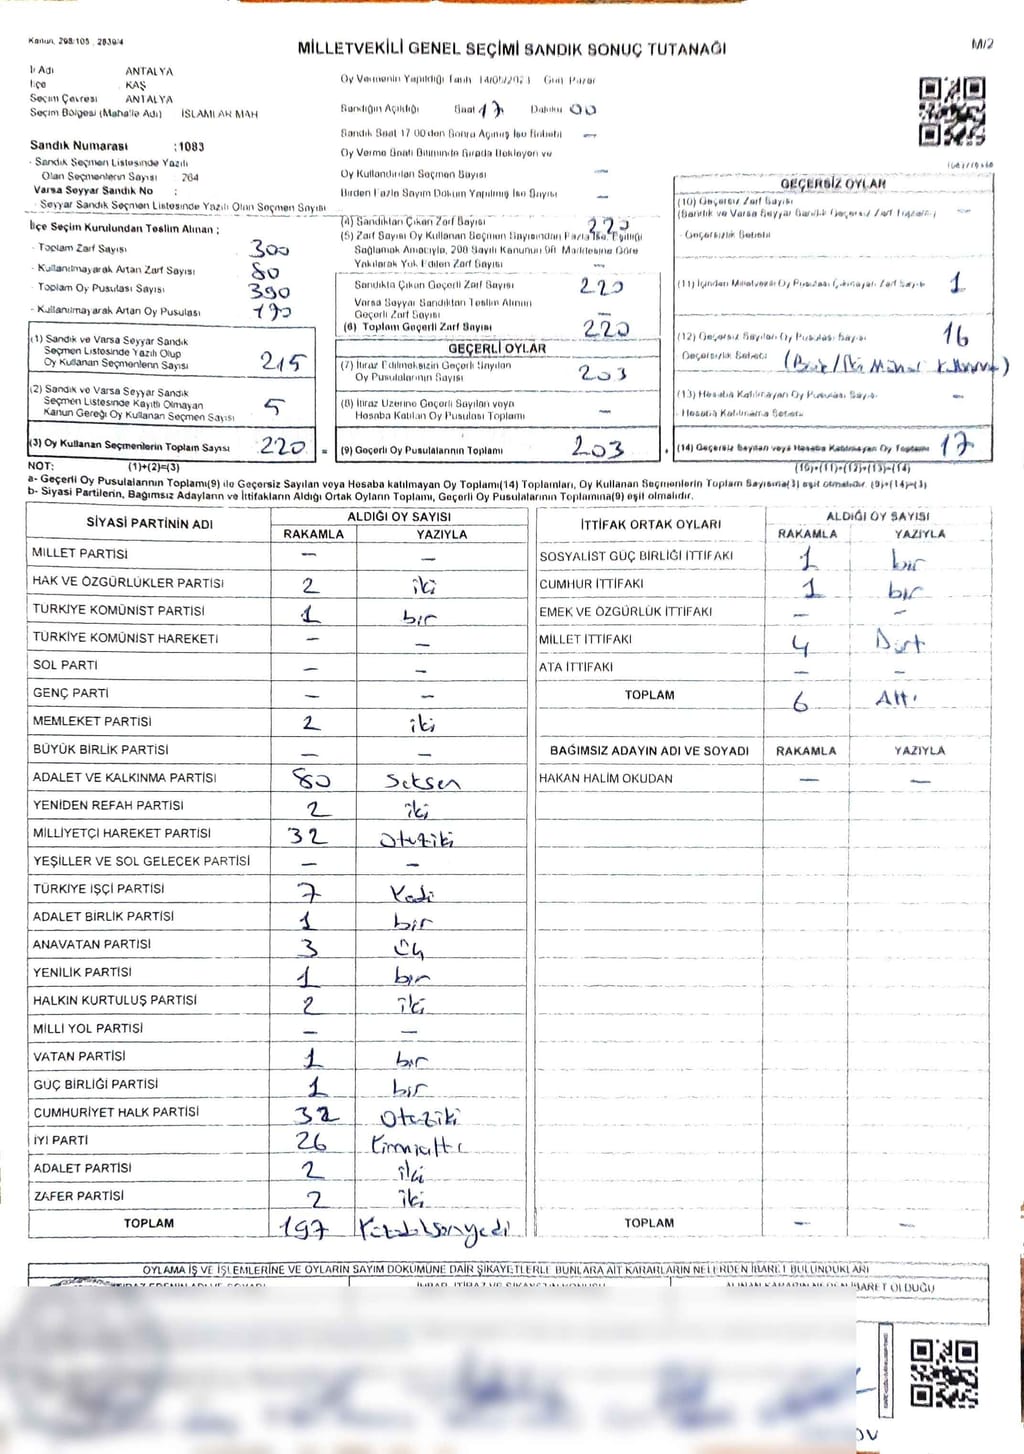 Kanun, 298/105 , 2839/4
MİLLETVEKİLİ GENEL SEÇİMİ SANDIK SONUÇ TUTANAĞI
M/2
İl Adı ANTALYA
İlçe . KAŞ
Seçim Çevresi ANTALYA
Seçim Bölgesi (Mahalle Adı) İSLAMLAR MAH
Sandık Numarası :1083
- Sandık Seçmen Listesinde Yazılı
Olan Seçmenlerin Sayısı 264
Varsa Seyyar Sandık No :
- Seyyar Sandık Seçmen Listesinde Yazılı Olan Seçmen Sayısı
İlçe Seçim Kurulundan Teslim Alınan ;
- Toplam Zarf Sayısı 300
- Kullanılmayarak Artan Zarf Sayısı 80
- Toplam Oy Pusulası Sayısı 390
- Kullanılmayarak Artan Oy Pusulası 170
(1) Sandık ve Varsa Seyyar Sandık
Seçmen Listesinde Yazılı Olup
Oy Kullanan Seçmenlerin Sayısı 215
(2) Sandık ve Varsa Seyyar Sandık
Seçmen Listesinde Kayıtlı Olmayan
Kanun Gereği Oy Kullanan Seçmen Sayısı 5
(3) Oy Kullanan Seçmenlerin Toplam Sayısı 220 =
Oy Vermenin Yapıldığı Tarih 14/05/2023 Gün Pazar
Sandığın Açıldığı Saat 17 Dakika 00
Sandık Saat 17 00'den Sonra Açılmış İse Sebebi —
Oy Verme Saati Bitiminde Sırada Bekleyen ve
Oy Kullandırılan Seçmen Sayısı —
Birden Fazla Sayım Döküm Yapılmış İse Sayısı —
(4) Sandıktan Çıkan Zarf Sayısı 220
(5) Zarf Sayısı Oy Kullanan Seçmen Sayısından Fazla İse, Eşitliği
Sağlamak Amacıyla, 298 Sayılı Kanunun 98. Maddesine Göre
Yakılarak Yok Edilen Zarf Sayısı —
Sandıkta Çıkan Geçerli Zarf Sayısı 220
Varsa Seyyar Sandıktan Teslim Alınan
Geçerli Zarf Sayısı —
(6) Toplam Geçerli Zarf Sayısı 220
GEÇERLİ OYLAR
(7) İtiraz Edilmeksizin Geçerli Sayılan
Oy Pusulalarının Sayısı 203
(8) İtiraz Üzerine Geçerli Sayılan veya
Hesaba Katılan Oy Pusulası Toplamı —
(9) Geçerli Oy Pusulalarının Toplamı 203 +
GEÇERSİZ OYLAR
(10) Geçersiz Zarf Sayısı
(Sandık ve Varsa Seyyar Sandık Geçersiz Zarf Toplamı) —
- Geçersizlik Sebebi
(11) İçinden Milletvekili Oy Pusulası Çıkmayan Zarf Sayısı 1
(12) Geçersiz Sayılan Oy Pusulası Sayısı 16
Geçersizlik Sebebi
(13) Hesaba Katılmayan Oy Pusulası Sayısı —
- Hesaba Katılmama Sebebi
(14) Geçersiz Sayılan veya Hesaba Katılmayan Oy Toplamı 17
NOT: (1)+(2)=(3)
(10)+(11)+(12)+(13)=(14)
a- Geçerli Oy Pusulalarının Toplamı(9) ile Geçersiz Sayılan veya Hesaba katılmayan Oy Toplamı(14) Toplamları, Oy Kullanan Seçmenlerin Toplam Sayısına(3) eşit olmalıdır. (9)+(14)=(3)
b- Siyasi Partilerin, Bağımsız Adayların ve İttifakların Aldığı Ortak Oyların Toplamı, Geçerli Oy Pusulalarının Toplamına(9) eşit olmalıdır.
SİYASİ PARTİNİN ADI ALDIĞI OY SAYISI
RAKAMLA YAZIYLA
MİLLET PARTİSİ — —
HAK VE ÖZGÜRLÜKLER PARTİSİ 2 iki
TÜRKİYE KOMÜNİST PARTİSİ 1 bir
TÜRKİYE KOMÜNİST HAREKETİ — —
SOL PARTİ — —
GENÇ PARTİ — —
MEMLEKET PARTİSİ 2 iki
BÜYÜK BİRLİK PARTİSİ — —
ADALET VE KALKINMA PARTİSİ 80 Seksen
YENİDEN REFAH PARTİSİ 2 iki
MİLLİYETÇİ HAREKET PARTİSİ 32 Otuziki
YEŞİLLER VE SOL GELECEK PARTİSİ — —
TÜRKİYE İŞÇİ PARTİSİ 7 Yedi
ADALET BİRLİK PARTİSİ 1 bir
ANAVATAN PARTİSİ 3 Üç
YENİLİK PARTİSİ 1 bir
HALKIN KURTULUŞ PARTİSİ 2 iki
MİLLİ YOL PARTİSİ — —
VATAN PARTİSİ 1 bir
GÜÇ BİRLİĞİ PARTİSİ 1 bir
CUMHURİYET HALK PARTİSİ 32 Otuziki
İYİ PARTİ 26 Yirmialtı
ADALET PARTİSİ 2 iki
ZAFER PARTİSİ 2 iki
TOPLAM 197
İTTİFAK ORTAK OYLARI ALDIĞI OY SAYISI
RAKAMLA YAZIYLA
SOSYALİST GÜÇ BİRLİĞİ İTTİFAKI 1 bir
CUMHUR İTTİFAKI 1 bir
EMEK VE ÖZGÜRLÜK İTTİFAKI — —
MİLLET İTTİFAKI 4 Dört
ATA İTTİFAKI — —
TOPLAM 6 Altı
BAĞIMSIZ ADAYIN ADI VE SOYADI RAKAMLA YAZIYLA
HAKAN HALİM OKUDAN — —
TOPLAM — —
OYLAMA İŞ VE İŞLEMLERİNE VE OYLARIN SAYIM DÖKÜMÜNE DAİR ŞİKAYETLERLE BUNLARA AİT KARARLARIN NELERDEN İBARET BULUNDUKLARI